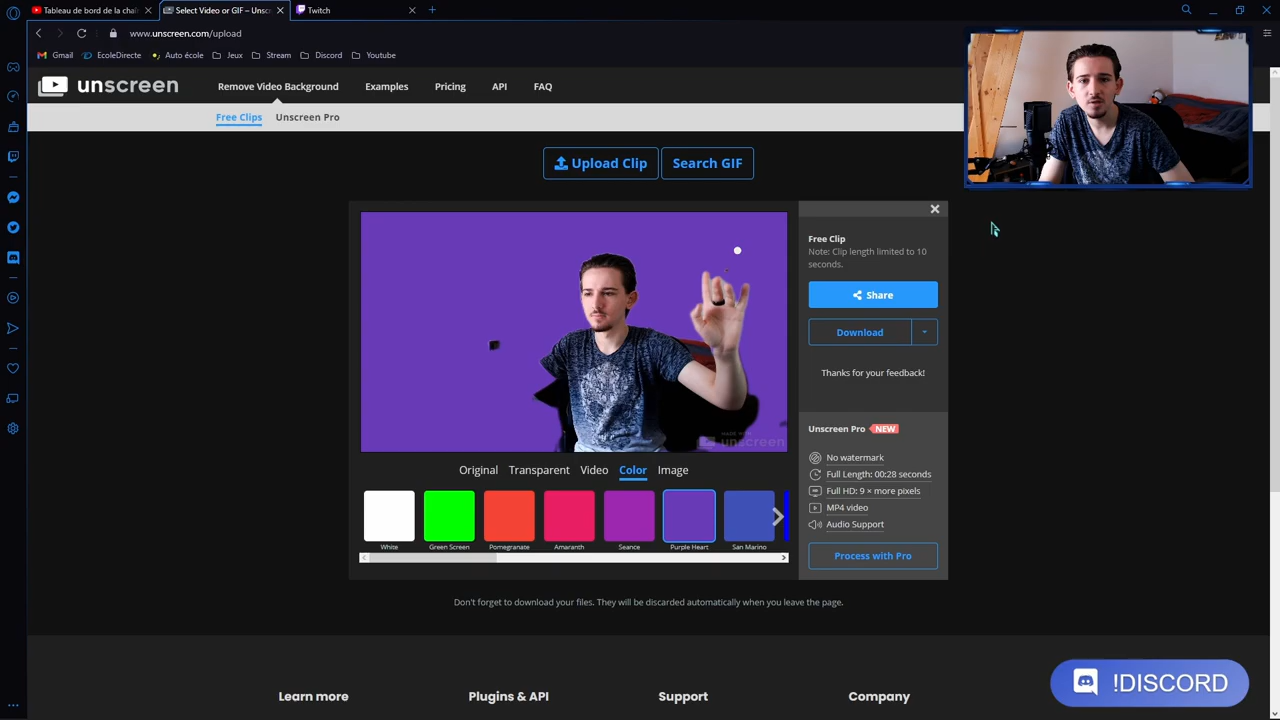 Tableau de bord de la chaî
Select Video or GIF – Unsc
Twitch
www.unscreen.com/upload
Gmail
EcoleDirecte
Auto école
Jeux
Stream
Discord
Youtube
unscreen
Remove Video Background
Examples
Pricing
API
FAQ
Free Clips
Unscreen Pro
Upload Clip
Search GIF
MADE WITH
unscreen
Free Clip
Note: Clip length limited to 10
seconds.
Share
Download
Thanks for your feedback!
Unscreen Pro NEW
No watermark
Full Length: 00:28 seconds
Full HD: 9 × more pixels
MP4 video
Audio Support
Process with Pro
Original
Transparent
Video
Color
Image
White
Green Screen
Pomegranate
Amaranth
Seance
Purple Heart
San Marino
Don't forget to download your files. They will be discarded automatically when you leave the page.
Learn more
Plugins & API
Support
Company
!DISCORD